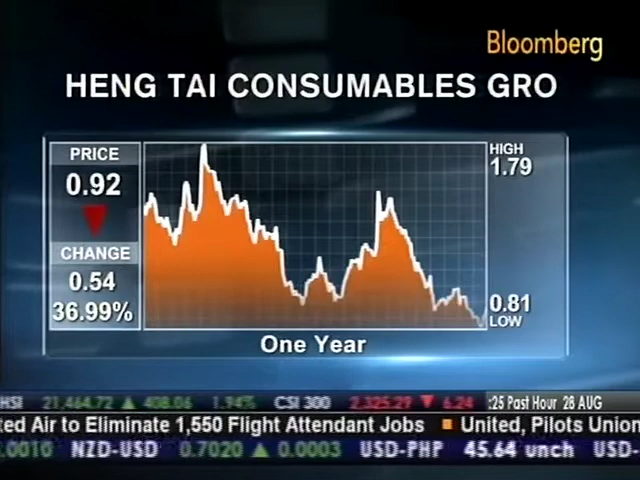 Bloomberg
HENG TAI CONSUMABLES GRO
PRICE
0.92
CHANGE
0.54
36.99%
HIGH
1.79
0.81
LOW
One Year
HSI 21,464.72 ▲ 408.06 1.94% CSI 300 2,325.29 ▼ 6.24 :25 Past Hour 28 AUG
ted Air to Eliminate 1,550 Flight Attendant Jobs ■ United, Pilots Union
.0010 NZD-USD 0.7020 ▲ 0.0003 USD-PHP 45.64 unch USD-